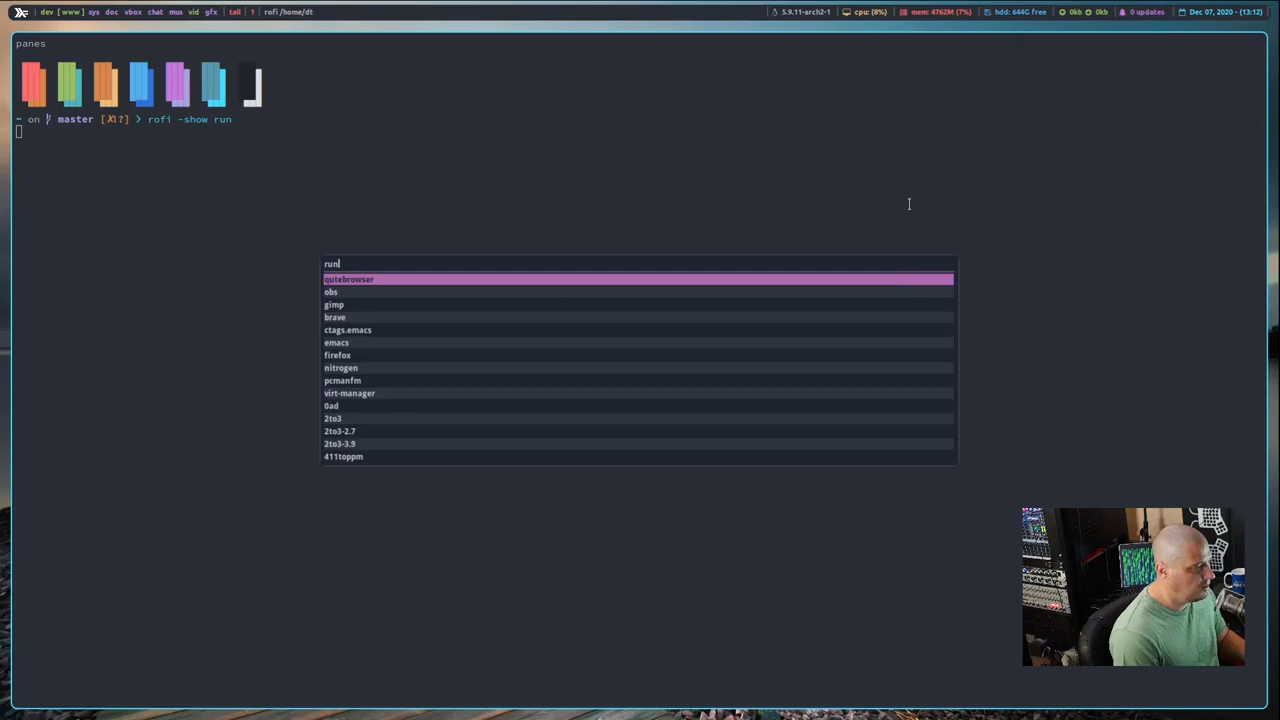 dev [ www ] sys doc vbox chat mus vid gfx | tall | 1 | rofi /home/dt
5.9.11-arch2-1 | cpu: (8%) | mem: 4762M (7%) | hdd: 644G free | 0kb 0kb | 0 updates | Dec 07, 2020 - (13:12)
panes
~ on master [✗!?] ❯ rofi -show run
run
qutebrowser
obs
gimp
brave
ctags.emacs
emacs
firefox
nitrogen
pcmanfm
virt-manager
0ad
2to3
2to3-2.7
2to3-3.9
411toppm